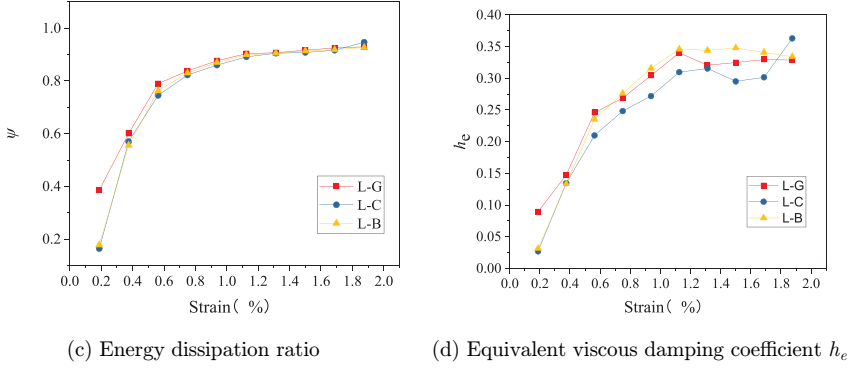 1.0
0.8
0.6
0.4
0.2
ψ
0.0 0.2 0.4 0.6 0.8 1.0 1.2 1.4 1.6 1.8 2.0
Strain( %)
L-G
L-C
L-B
(c) Energy dissipation ratio
0.40
0.35
0.30
0.25
0.20
0.15
0.10
0.05
0.00
he
0.0 0.2 0.4 0.6 0.8 1.0 1.2 1.4 1.6 1.8 2.0
Strain( %)
L-G
L-C
L-B
(d) Equivalent viscous damping coefficient he